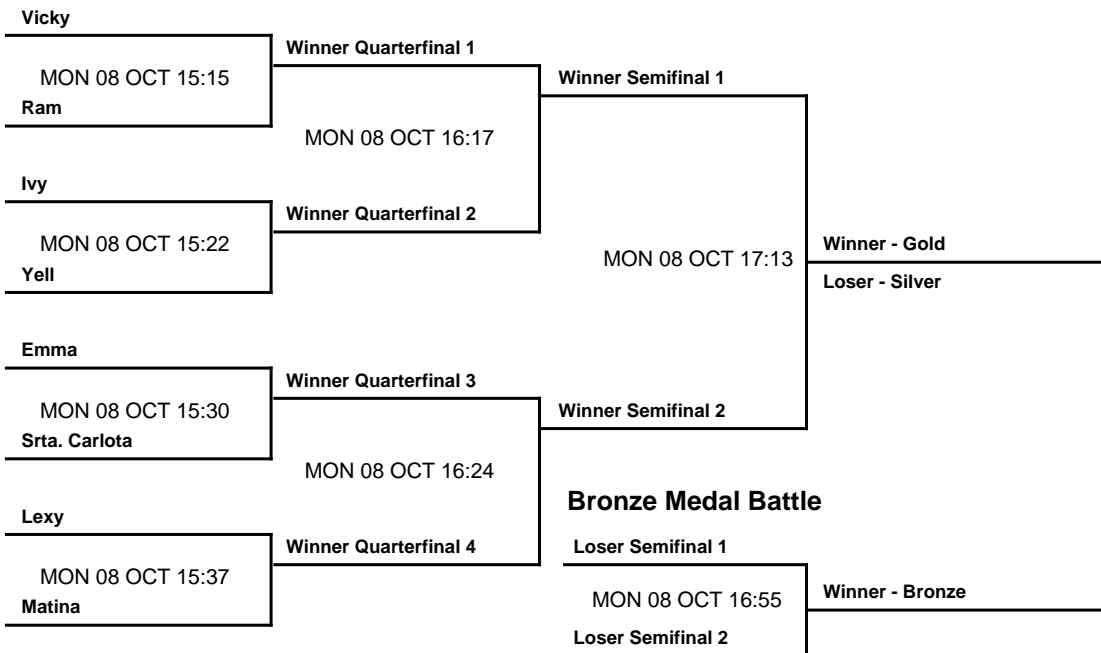 Vicky
Winner Quarterfinal 1
MON 08 OCT 15:15
Winner Semifinal 1
Ram
MON 08 OCT 16:17
Ivy
Winner Quarterfinal 2
MON 08 OCT 15:22
Winner - Gold
MON 08 OCT 17:13
Yell
Loser - Silver
Emma
Winner Quarterfinal 3
MON 08 OCT 15:30
Winner Semifinal 2
Srta. Carlota
MON 08 OCT 16:24
Bronze Medal Battle
Lexy
Winner Quarterfinal 4
Loser Semifinal 1
MON 08 OCT 15:37
Winner - Bronze
MON 08 OCT 16:55
Matina
Loser Semifinal 2